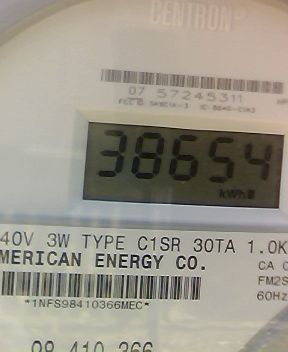 CENTRON
07 57245311
38654
kWh
40V 3W TYPE C1SR 30TA 1.0K
MERICAN ENERGY CO.
CA
FM2S
60Hz
*1NFS98410366MEC*
98 410 366